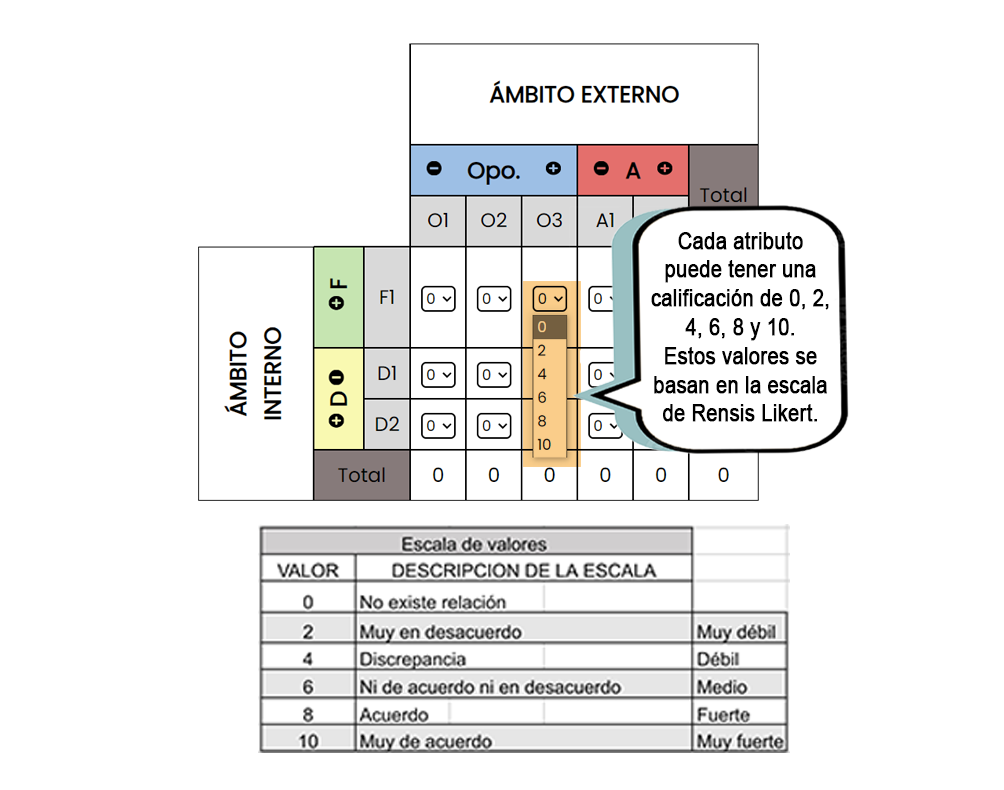 ÁMBITO EXTERNO
Opo. A
Total
O1 O2 O3 A1
Cada atributo
puede tener una
calificación de 0, 2,
4, 6, 8 y 10.
Estos valores se
basan en la escala
de Rensis Likert.
ÁMBITO
INTERNO
F
F1 0 0 0 0
0
2
4
6
8
10
D
D1 0 0 0
D2 0 0 0
Total 0 0 0 0 0 0
Escala de valores
VALOR DESCRIPCION DE LA ESCALA
0 No existe relación
2 Muy en desacuerdo Muy débil
4 Discrepancia Débil
6 Ni de acuerdo ni en desacuerdo Medio
8 Acuerdo Fuerte
10 Muy de acuerdo Muy fuerte